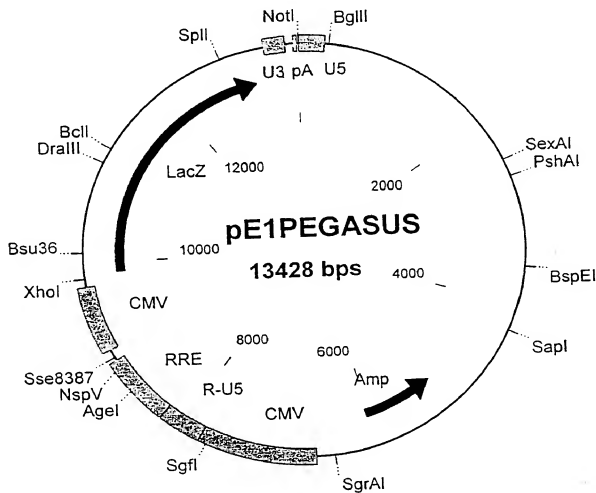 NotI
BglII
SplI
U3 pA U5
BclI
DraIII
SexAI
PshAI
LacZ
12000
2000
pE1PEGASUS
13428 bps
Bsu36
10000
4000
BspEI
XhoI
CMV
SapI
8000
6000
RRE
R-U5
Amp
Sse8387
NspV
AgeI
CMV
SgfI
SgrAI